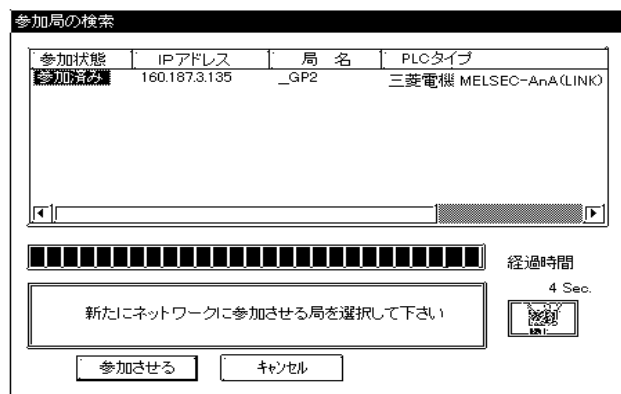 参加局の検索
参加状態 IPアドレス 局 名 PLCタイプ
参加済み 160.187.3.135 _GP2 三菱電機 MELSEC-AnA(LINK)
経過時間
4 Sec.
新たにネットワークに参加させる局を選択して下さい
参加させる キャンセル